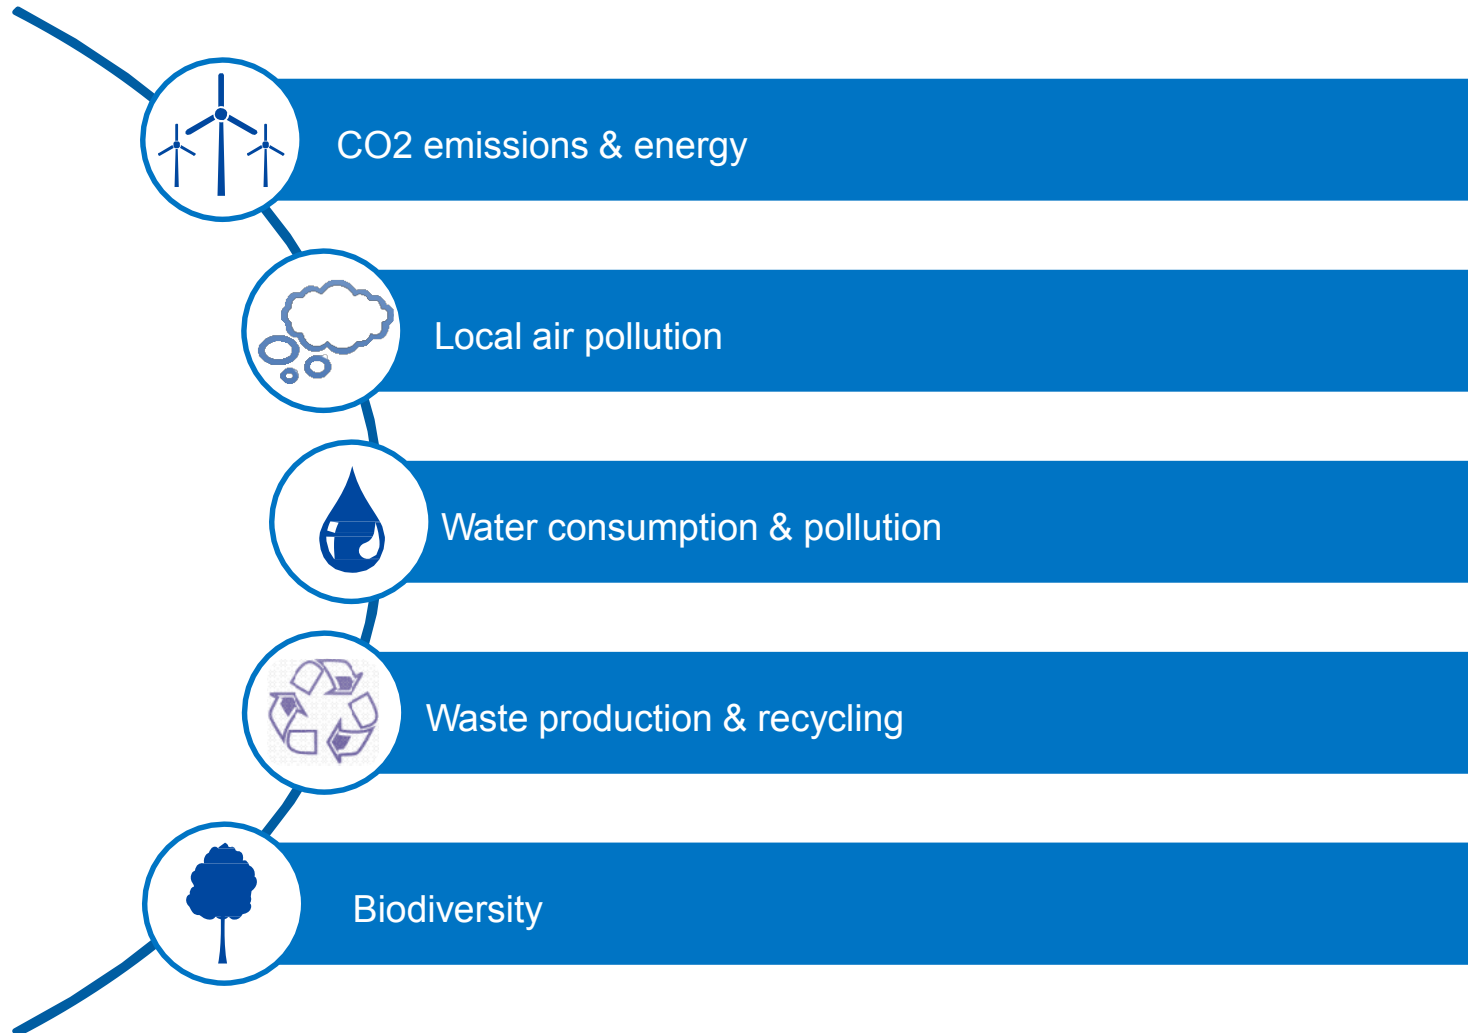 CO2 emissions & energy
Local air pollution
Water consumption & pollution
Waste production & recycling
Biodiversity